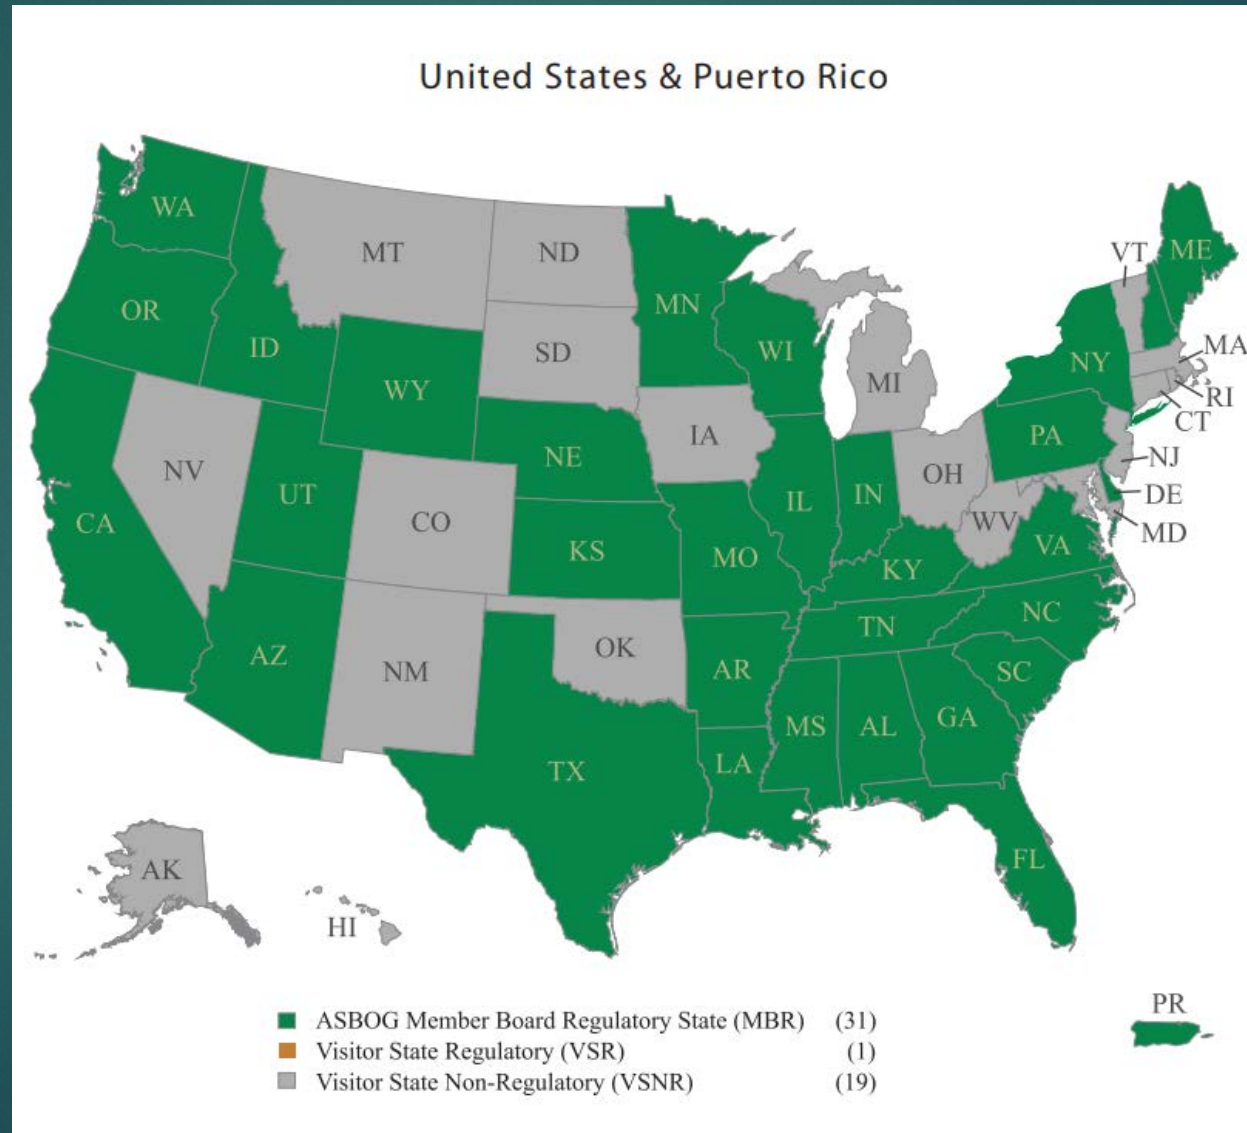 United States & Puerto Rico
WA
MT
ND
VT
ME
OR
MN
ID
SD
WI
NY
MA
WY
MI
RI
CT
IA
PA
NV
NE
OH
NJ
UT
IL
IN
DE
CA
CO
WV
MD
KS
MO
VA
KY
NC
TN
AZ
OK
NM
AR
SC
MS
AL
GA
TX
LA
FL
AK
HI
PR
ASBOG Member Board Regulatory State (MBR) (31)
Visitor State Regulatory (VSR) (1)
Visitor State Non-Regulatory (VSNR) (19)